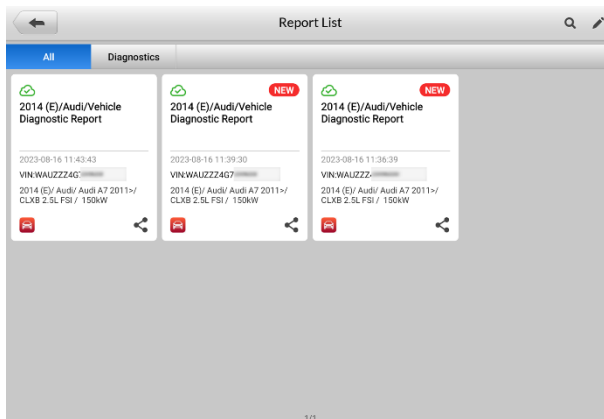 Report List
All
Diagnostics
2014 (E)/Audi/Vehicle
Diagnostic Report
2023-08-16 11:43:43
VIN:WAUZZZ4G
2014 (E)/ Audi/ Audi A7 2011>/
CLXB 2.5L FSI / 150kW
NEW
2014 (E)/Audi/Vehicle
Diagnostic Report
2023-08-16 11:39:30
VIN:WAUZZZ4G7
2014 (E)/ Audi/ Audi A7 2011>/
CLXB 2.5L FSI / 150kW
NEW
2014 (E)/Audi/Vehicle
Diagnostic Report
2023-08-16 11:36:39
VIN:WAUZZZ
2014 (E)/ Audi/ Audi A7 2011>/
CLXB 2.5L FSI / 150kW
1/1